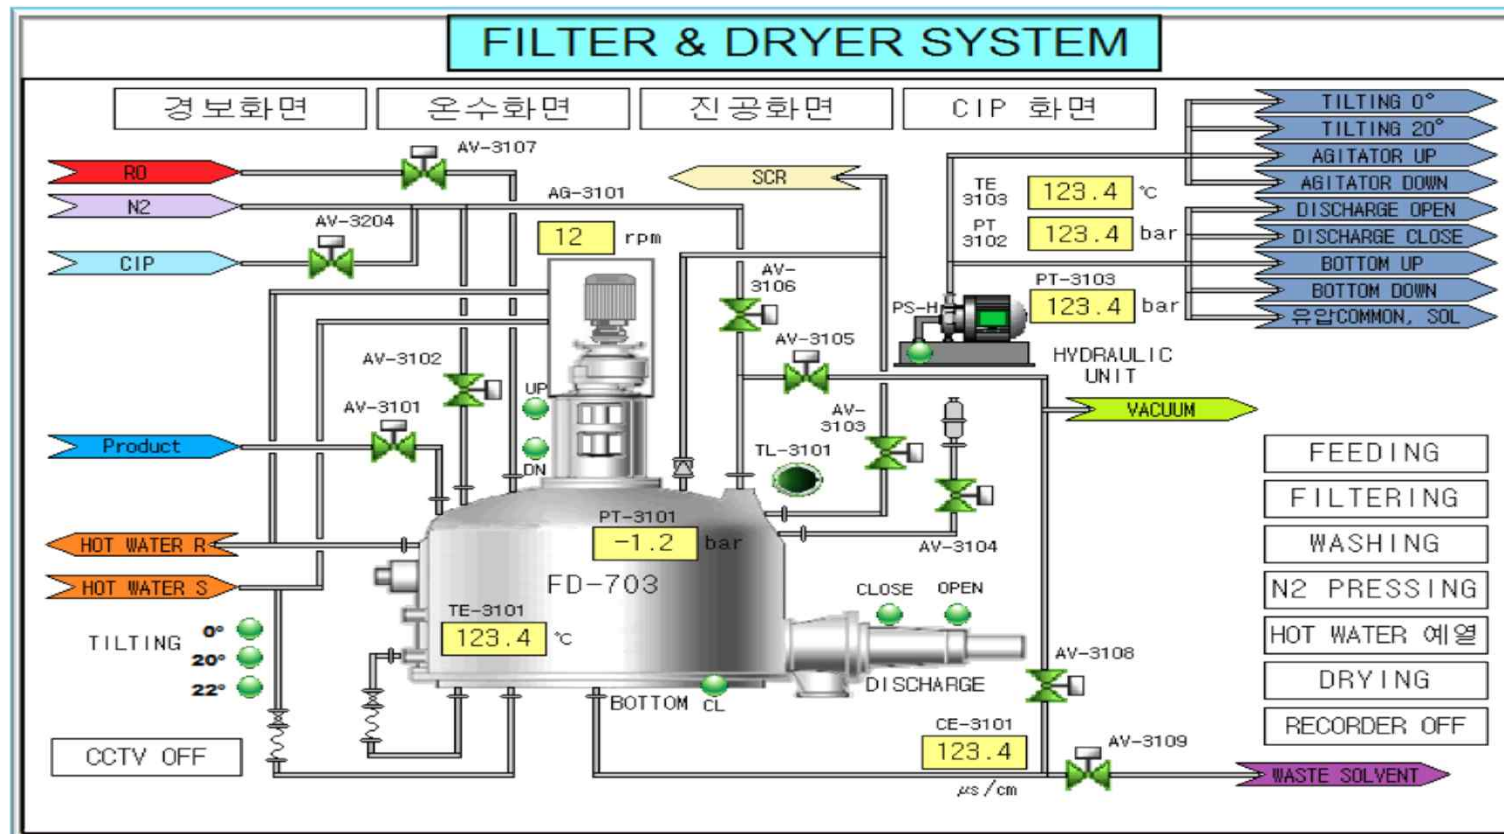 FILTER & DRYER SYSTEM
경보화면
온수화면
진공화면
CIP 화면
TILTING 0°
TILTING 20°
AGITATOR UP
AGITATOR DOWN
DISCHARGE OPEN
DISCHARGE CLOSE
BOTTOM UP
BOTTOM DOWN
유압COMMON, SOL
RO
AV-3107
N2
AV-3204
CIP
AG-3101
12 rpm
SCR
TE
3103
123.4 ℃
PT
3102
123.4 bar
PT-3103
123.4 bar
PS-H
HYDRAULIC
UNIT
AV-
3106
AV-3105
AV-3102
AV-3101
UP
DN
AV-
3103
TL-3101
VACUUM
Product
PT-3101
-1.2 bar
AV-3104
HOT WATER R
HOT WATER S
FD-703
TE-3101
123.4 ℃
CLOSE
OPEN
TILTING
0°
20°
22°
BOTTOM
CL
DISCHARGE
AV-3108
CE-3101
123.4
μs/cm
AV-3109
WASTE SOLVENT
CCTV OFF
FEEDING
FILTERING
WASHING
N2 PRESSING
HOT WATER 예열
DRYING
RECORDER OFF